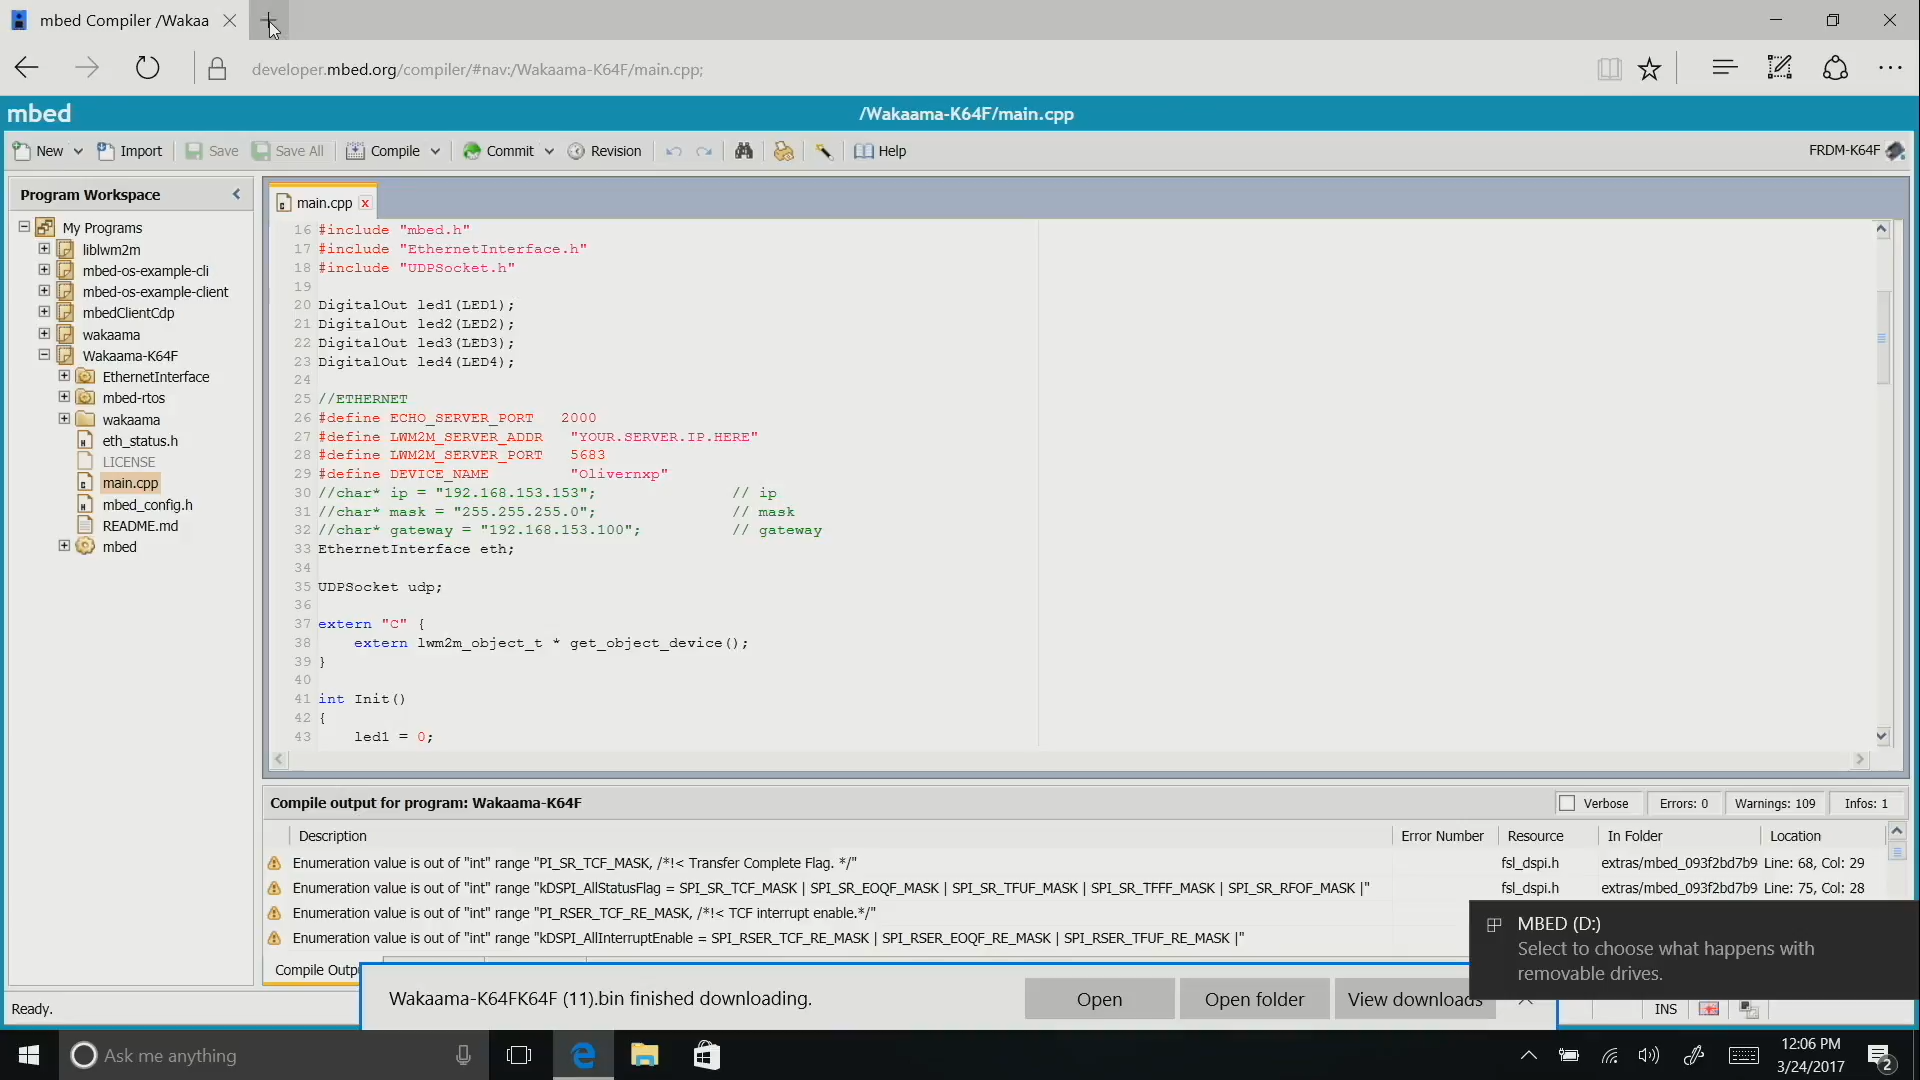 mbed Compiler /Wakaa
developer.mbed.org/compiler/#nav:/Wakaama-K64F/main.cpp;
mbed
/Wakaama-K64F/main.cpp
New Import Save Save All Compile Commit Revision Help FRDM-K64F
Program Workspace
My Programs
liblwm2m
mbed-os-example-cli
mbed-os-example-client
mbedClientCdp
wakaama
Wakaama-K64F
EthernetInterface
mbed-rtos
wakaama
eth_status.h
LICENSE
main.cpp
mbed_config.h
README.md
mbed
main.cpp x
16 #include "mbed.h"
17 #include "EthernetInterface.h"
18 #include "UDPSocket.h"
19
20 DigitalOut led1(LED1);
21 DigitalOut led2(LED2);
22 DigitalOut led3(LED3);
23 DigitalOut led4(LED4);
24
25 //ETHERNET
26 #define ECHO_SERVER_PORT 2000
27 #define LWM2M_SERVER_ADDR "YOUR.SERVER.IP.HERE"
28 #define LWM2M_SERVER_PORT 5683
29 #define DEVICE_NAME "Olivernxp"
30 //char* ip = "192.168.153.153"; // ip
31 //char* mask = "255.255.255.0"; // mask
32 //char* gateway = "192.168.153.100"; // gateway
33 EthernetInterface eth;
34
35 UDPSocket udp;
36
37 extern "C" {
38 extern lwm2m_object_t * get_object_device();
39 }
40
41 int Init()
42 {
43 led1 = 0;
Compile output for program: Wakaama-K64F
Verbose Errors: 0 Warnings: 109 Infos: 1
Description Error Number Resource In Folder Location
Enumeration value is out of "int" range "PI_SR_TCF_MASK, /*!< Transfer Complete Flag. */" fsl_dspi.h extras/mbed_093f2bd7b9 Line: 68, Col: 29
Enumeration value is out of "int" range "kDSPI_AllStatusFlag = SPI_SR_TCF_MASK | SPI_SR_EOQF_MASK | SPI_SR_TFUF_MASK | SPI_SR_TFFF_MASK | SPI_SR_RFOF_MASK |" fsl_dspi.h extras/mbed_093f2bd7b9 Line: 75, Col: 28
Enumeration value is out of "int" range "PI_RSER_TCF_RE_MASK, /*!< TCF interrupt enable.*/"
Enumeration value is out of "int" range "kDSPI_AllInterruptEnable = SPI_RSER_TCF_RE_MASK | SPI_RSER_EOQF_RE_MASK | SPI_RSER_TFUF_RE_MASK |"
MBED (D:)
Select to choose what happens with
removable drives.
Compile Outp
Wakaama-K64FK64F (11).bin finished downloading.
Open
Open folder
View downloads
Ready.
INS
Ask me anything
12:06 PM
3/24/2017
2